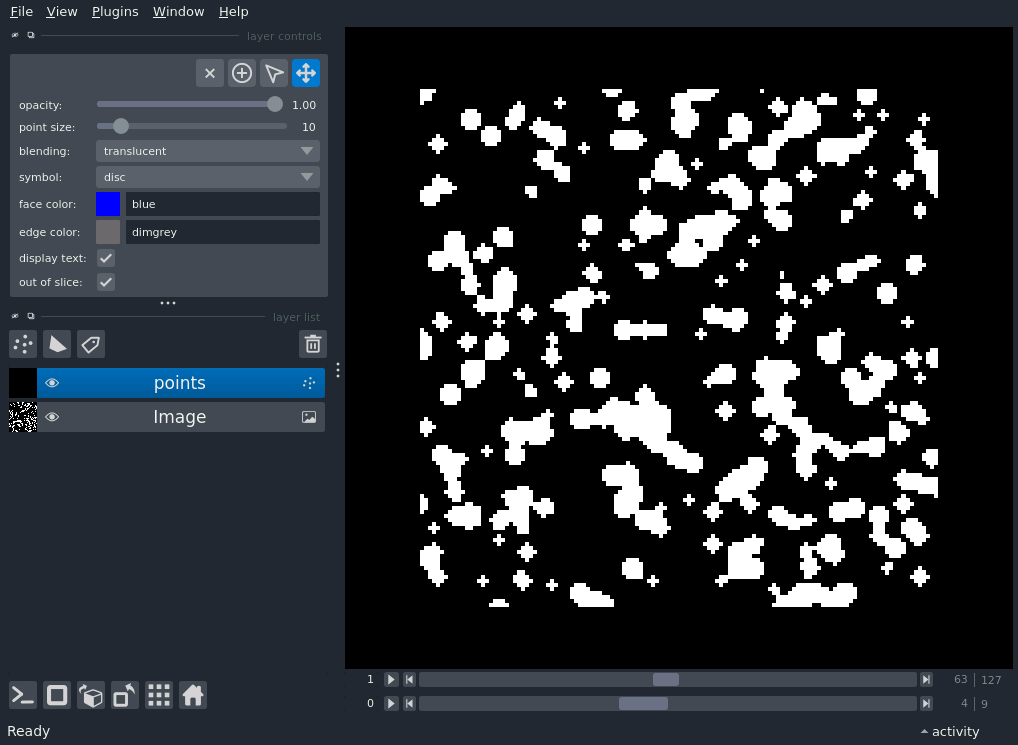 File View Plugins Window Help
layer controls
opacity: 1.00
point size: 10
blending: translucent
symbol: disc
face color: blue
edge color: dimgrey
display text:
out of slice:
layer list
points
Image
1 63 127
0 4 9
Ready activity